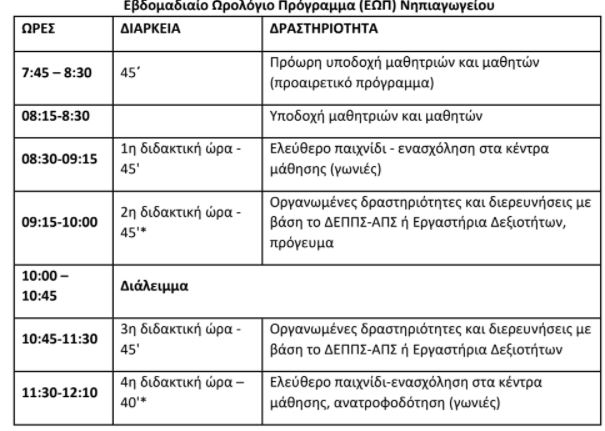 Εβδομαδιαίο Ωρολόγιο Πρόγραμμα (ΕΩΠ) Νηπιαγωγείου
ΩΡΕΣ ΔΙΑΡΚΕΙΑ ΔΡΑΣΤΗΡΙΟΤΗΤΑ
7:45 – 8:30 45΄ Πρόωρη υποδοχή μαθητριών και μαθητών
(προαιρετικό πρόγραμμα)
08:15-8:30 Υποδοχή μαθητριών και μαθητών
08:30-09:15 1η διδακτική ώρα -
45' Ελεύθερο παιχνίδι - ενασχόληση στα κέντρα
μάθησης (γωνιές)
09:15-10:00 2η διδακτική ώρα -
45'* Οργανωμένες δραστηριότητες και διερευνήσεις με
βάση το ΔΕΠΠΣ-ΑΠΣ ή Εργαστήρια Δεξιοτήτων,
πρόγευμα
10:00 –
10:45 Διάλειμμα
10:45-11:30 3η διδακτική ώρα -
45' Οργανωμένες δραστηριότητες και διερευνήσεις με
βάση το ΔΕΠΠΣ-ΑΠΣ ή Εργαστήρια Δεξιοτήτων
11:30-12:10 4η διδακτική ώρα –
40'* Ελεύθερο παιχνίδι-ενασχόληση στα κέντρα
μάθησης, ανατροφοδότηση (γωνιές)